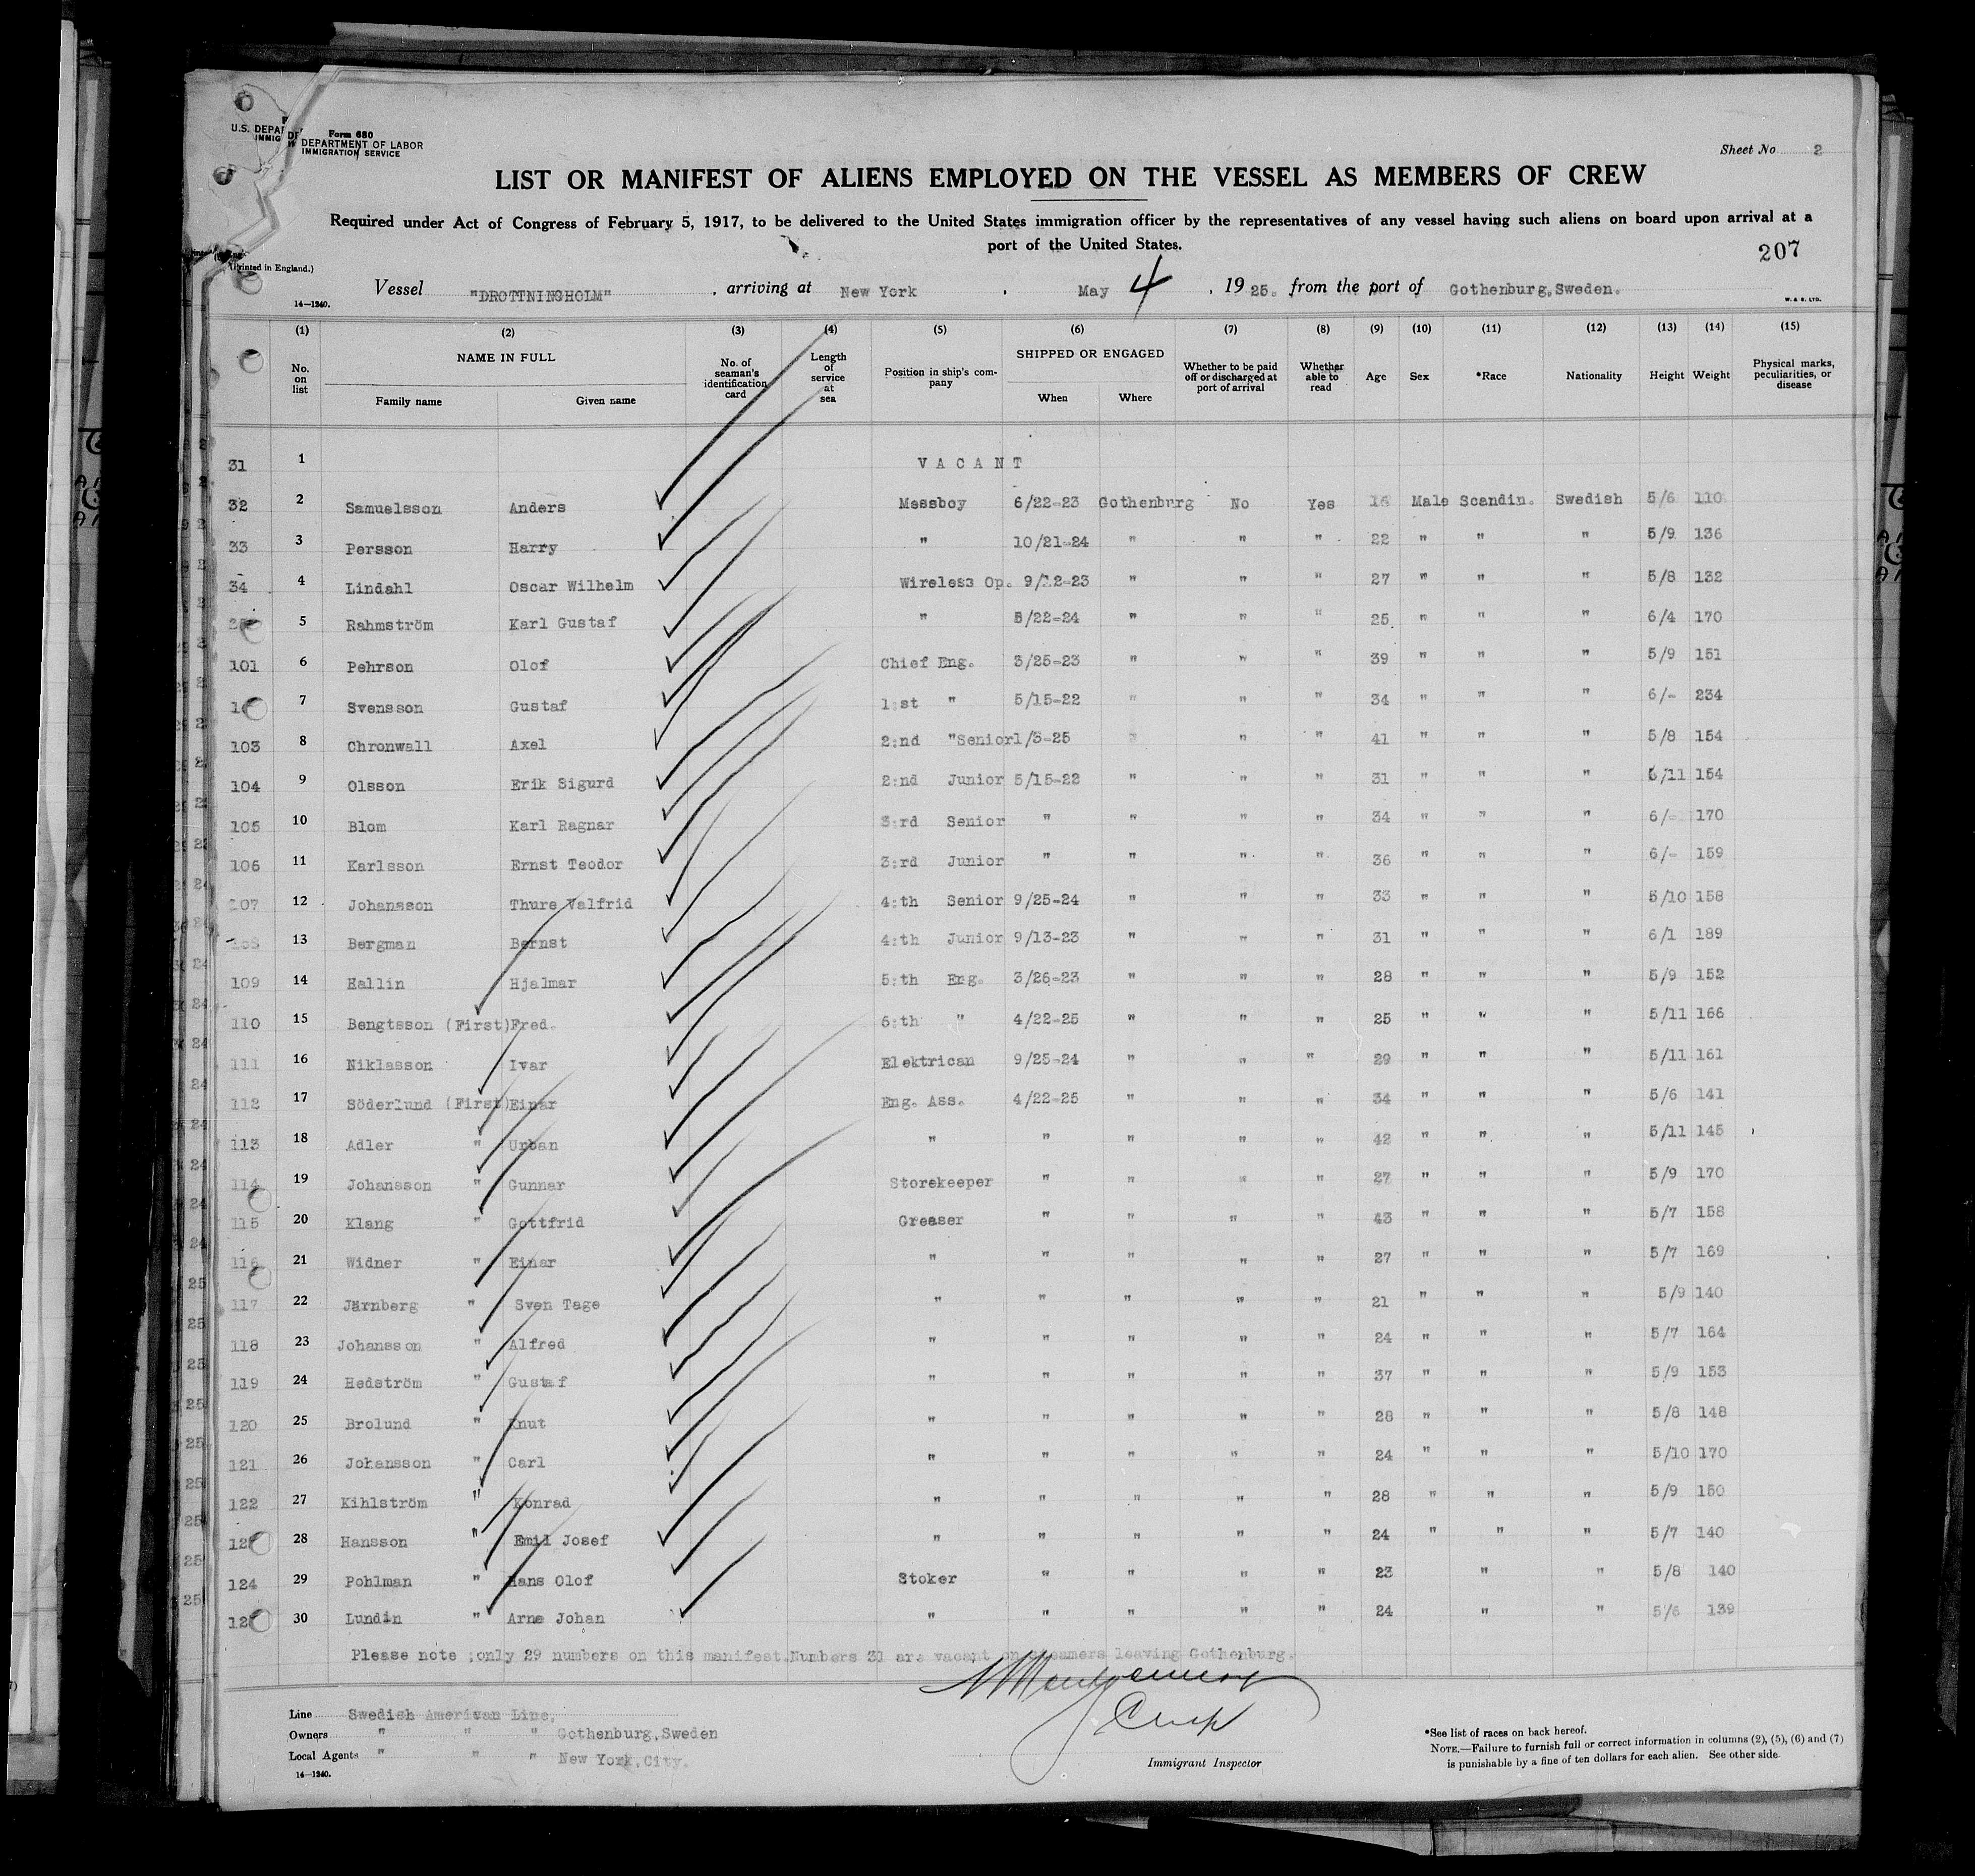 U.S. DEPA
Form 680
DEPARTMENT OF LABOR
IMMIGRATION SERVICE
Sheet No 2
LIST OR MANIFEST OF ALIENS EMPLOYED ON THE VESSEL AS MEMBERS OF CREW
Required under Act of Congress of February 5, 1917, to be delivered to the United States immigration officer by the representatives of any vessel having such aliens on board upon arrival at a
port of the United States.
207
(Printed in England.)
14—1240.
Vessel "DROTTNINGHOLM", arriving at New York. May 4, 1925. from the port of Gothenburg,Sweden.
W. & S. LTD.
(1) (2) (3) (4) (5) (6) (7) (8) (9) (10) (11) (12) (13) (14) (15)
No. on list NAME IN FULL Family name Given name No. of seaman's identification card Length of service at sea Position in ship's company SHIPPED OR ENGAGED When Where Whether to be paid off or discharged at port of arrival Whether able to read Age Sex *Race Nationality Height Weight Physical marks, peculiarities, or disease
31 1 VACANT
32 2 Samuelsson Anders Messboy 6/22-23 Gothenburg No Yes 16 Male Scandin. Swedish 5/6 110
33 3 Persson Harry " 10/21-24 " " " 22 " " " 5/9 136
34 4 Lindahl Oscar Wilhelm Wireless Op. 9/12-23 " " " 27 " " " 5/8 132
5 Rahmström Karl Gustaf " 5/22-24 " " " 25 " " " 6/4 170
101 6 Pehrson Olof Chief Eng. 3/25-23 " " " 39 " " " 5/9 151
7 Svensson Gustaf 1:st " 5/15-22 " " " 34 " " " 6/- 234
103 8 Chronwall Axel 2:nd "Senior 1/3-25 " " " 41 " " " 5/8 154
104 9 Olsson Erik Sigurd 2:nd Junior 5/15-22 " " " 31 " " " 5/11 154
105 10 Blom Karl Ragnar 3:rd Senior " " " " 34 " " " 6/- 170
106 11 Karlsson Ernst Teodor 3:rd Junior " " " " 36 " " " 6/- 159
107 12 Johansson Thure Valfrid 4:th Senior 9/25-24 " " " 33 " " " 5/10 158
13 Bergman Bernst 4:th Junior 9/13-23 " " " 31 " " " 6/1 189
109 14 Hallin Hjalmar 5:th Eng. 3/26-23 " " " 28 " " " 5/9 152
110 15 Bengtsson (First) Fred. 6:th " 4/22-25 " " " 25 " " " 5/11 166
111 16 Niklasson Ivar Elektrican 9/25-24 " " " 29 " " " 5/11 161
112 17 Söderlund (First) Einar Eng. Ass. 4/22-25 " " " 34 " " " 5/6 141
113 18 Adler " Urban " " " " " 42 " " " 5/11 145
114 19 Johansson " Gunnar Storekeeper " " " " 27 " " " 5/9 170
115 20 Klang " Gottfrid Greaser " " " " 43 " " " 5/7 158
116 21 Widner " Einar " " " " " 27 " " " 5/7 169
117 22 Järnberg " Sven Tage " " " " " 21 " " " 5/9 140
118 23 Johansson " Alfred " " " " " 24 " " " 5/7 164
119 24 Hedström " Gustaf " " " " " 37 " " " 5/9 153
120 25 Brolund " Knut " " " " " 28 " " " 5/8 148
121 26 Johansson " Carl " " " " " 24 " " " 5/10 170
122 27 Kihlström " Konrad " " " " " 28 " " " 5/9 150
28 Hansson " Emil Josef " " " " " 24 " " " 5/7 140
124 29 Pohlman " Hans Olof Stoker " " " " 23 " " 5/8 140
30 Lundin " Arne Johan " " " " " 24 " " 5/6 139
Please note ;only 29 numbers on this manifest.Numbers 30 are vacant on steamers leaving Gothenburg.
Line Swedish American Line,
Owners " " " Gothenburg,Sweden
Local Agents " " " New York,City.
14—1240.
Immigrant Inspector
*See list of races on back hereof.
NOTE.—Failure to furnish full or correct information in columns (2), (5), (6) and (7)
is punishable by a fine of ten dollars for each alien. See other side.